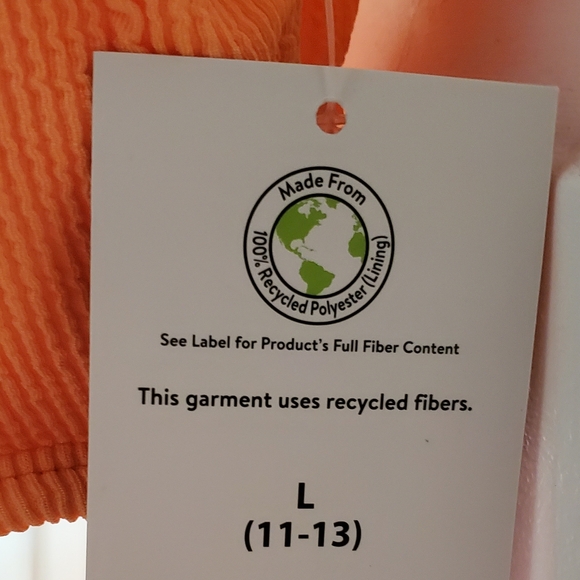 Made From
100% Recycled Polyester (Lining)
See Label for Product's Full Fiber Content
This garment uses recycled fibers.
L
(11-13)